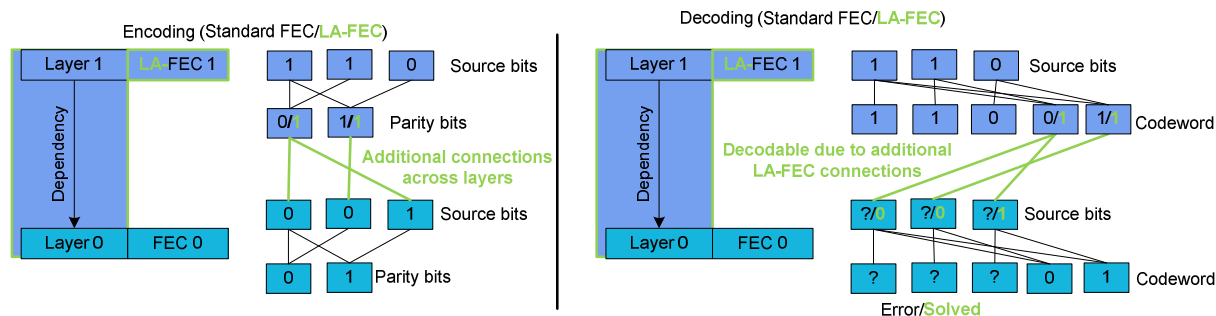 Encoding (Standard FEC/LA-FEC)
Layer 1 LA-FEC 1
1 1 0 Source bits
0/1 1/1 Parity bits
Dependency
Additional connections
across layers
0 0 1 Source bits
Layer 0 FEC 0
0 1 Parity bits
Decoding (Standard FEC/LA-FEC)
Layer 1 LA-FEC 1
1 1 0 Source bits
1 1 0 0/1 1/1 Codeword
Dependency
Decodable due to additional
LA-FEC connections
?/0 ?/0 ?/1 Source bits
Layer 0 FEC 0
? ? ? 0 1 Codeword
Error/Solved